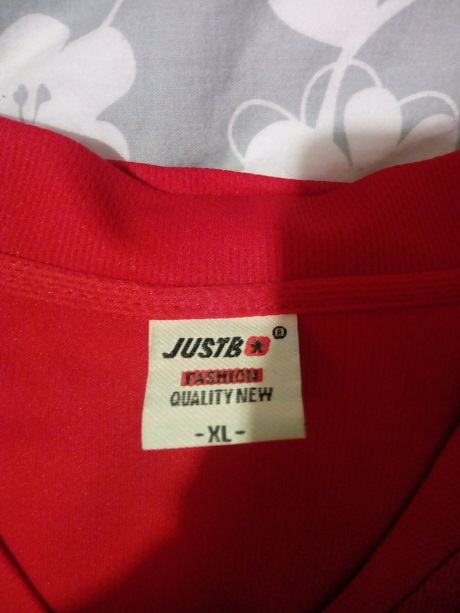 JUSTB ®
FASHION
QUALITY NEW
-XL-